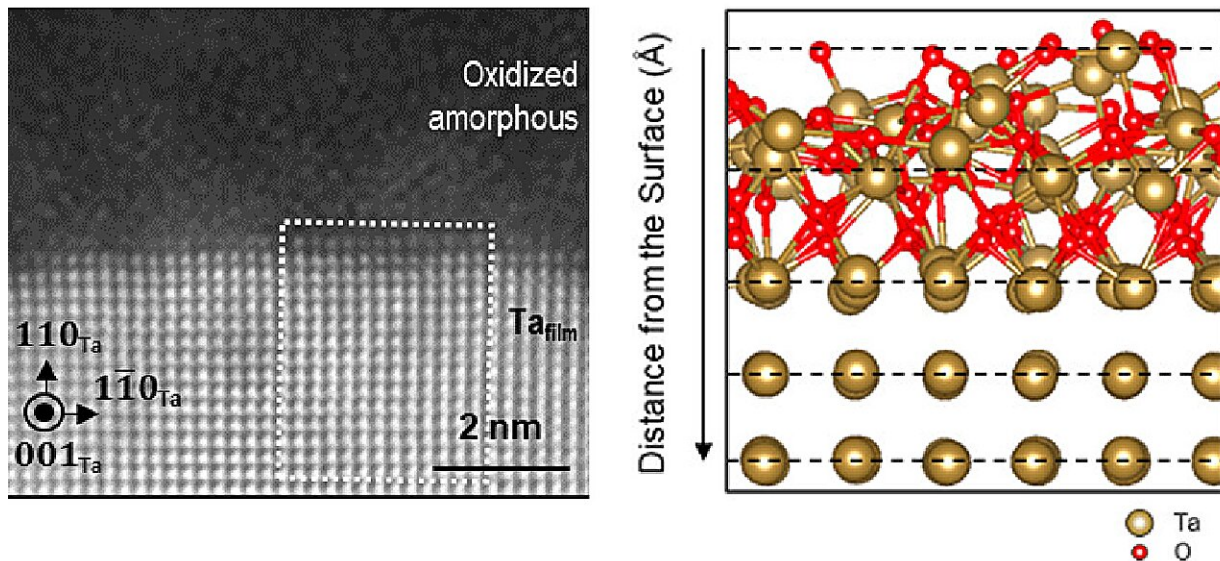 Oxidized
amorphous
Ta_film
110_Ta
11̄0_Ta
001_Ta
2 nm
Distance from the Surface (Å)
Ta
O